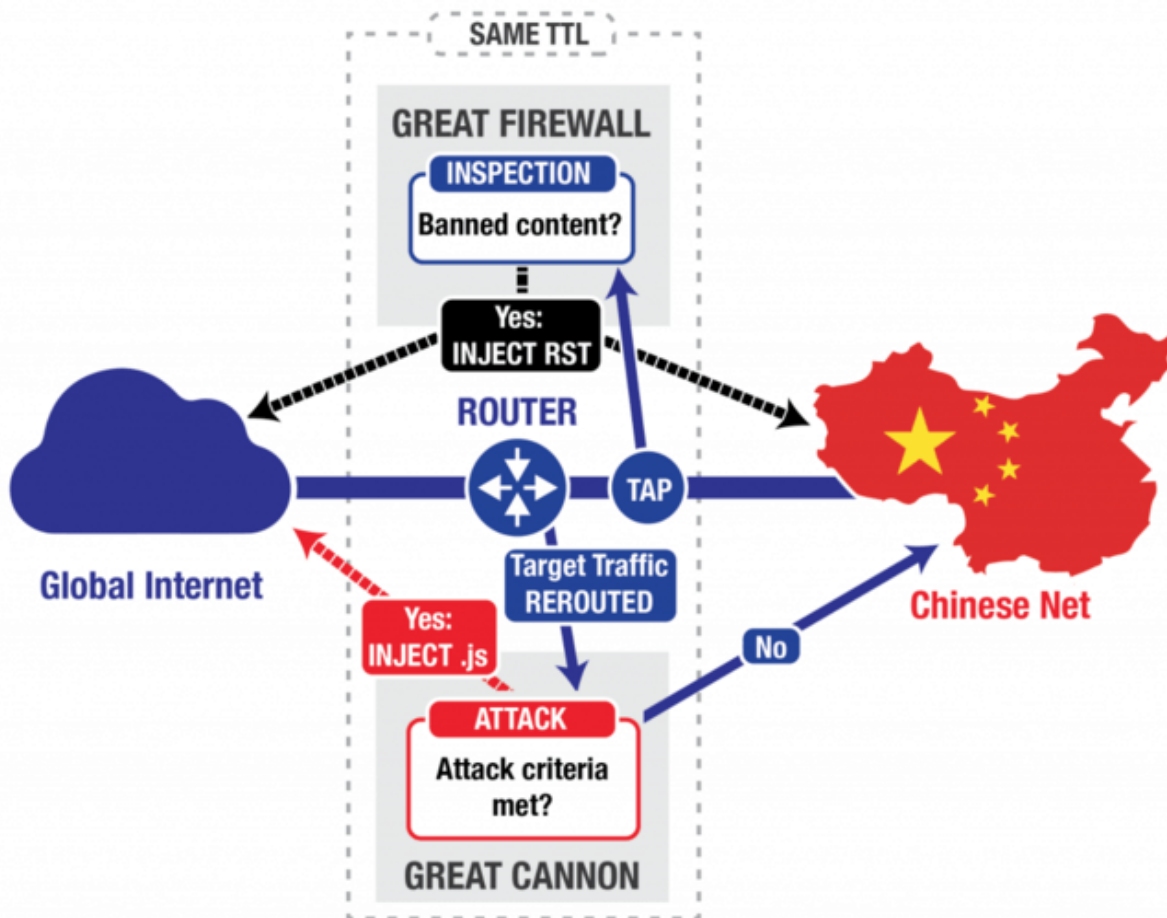 SAME TTL
GREAT FIREWALL
INSPECTION
Banned content?
Yes:
INJECT RST
ROUTER
TAP
Global Internet
Target Traffic
REROUTED
Chinese Net
Yes:
INJECT .js
No
ATTACK
Attack criteria
met?
GREAT CANNON